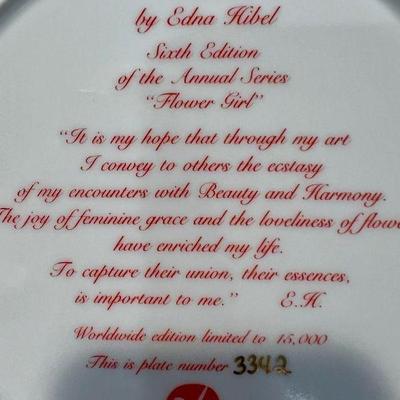 by Edna Hibel
Sixth Edition
of the Annual Series
"Flower Girl"
"It is my hope that through my art
I convey to others the ecstasy
of my encounters with Beauty and Harmony.
The joy of feminine grace and the loveliness of flowe
have enriched my life.
To capture their union, their essences,
is important to me." E.H.
Worldwide edition limited to 15,000
This is plate number 3342